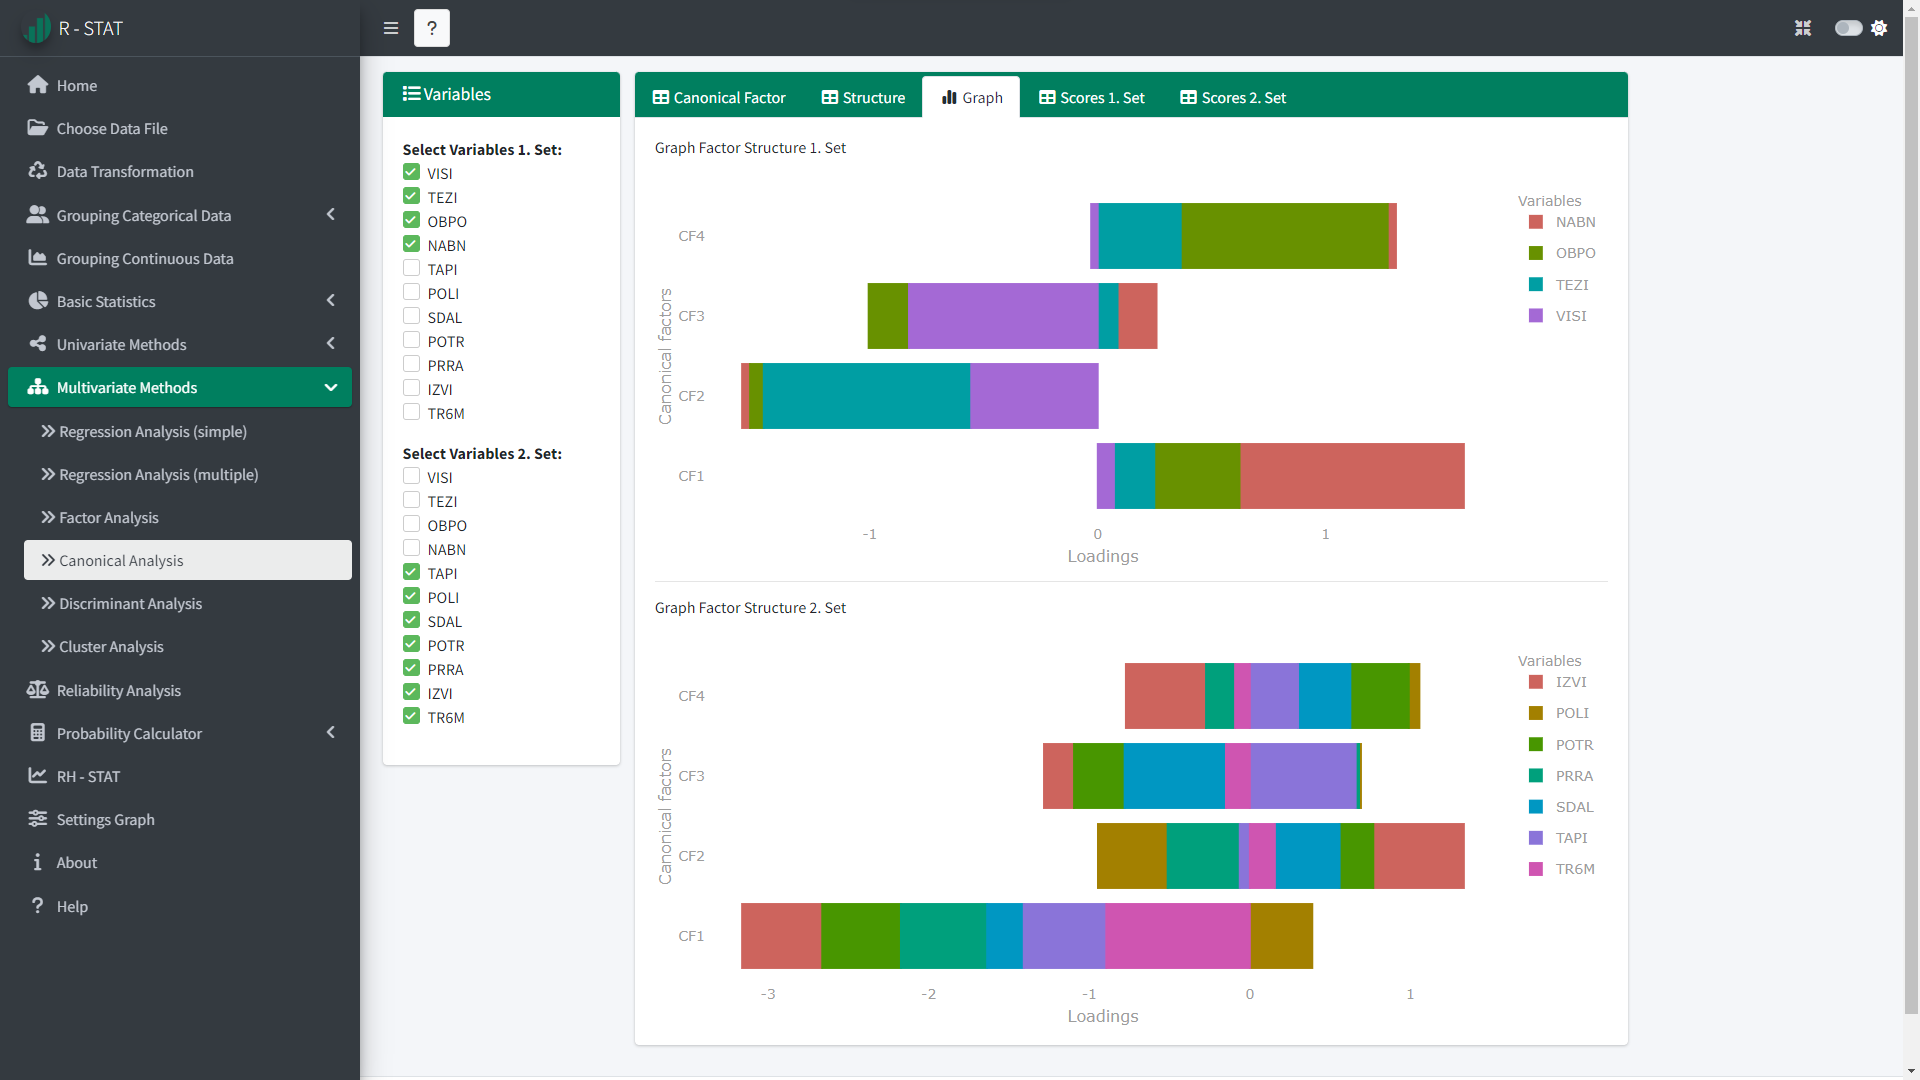 R - STAT
?
Home
Choose Data File
Data Transformation
Grouping Categorical Data
Grouping Continuous Data
Basic Statistics
Univariate Methods
Multivariate Methods
Regression Analysis (simple)
Regression Analysis (multiple)
Factor Analysis
Canonical Analysis
Discriminant Analysis
Cluster Analysis
Reliability Analysis
Probability Calculator
RH - STAT
Settings Graph
About
Help
Variables
Select Variables 1. Set:
VISI
TEZI
OBPO
NABN
TAPI
POLI
SDAL
POTR
PRRA
IZVI
TR6M
Select Variables 2. Set:
VISI
TEZI
OBPO
NABN
TAPI
POLI
SDAL
POTR
PRRA
IZVI
TR6M
Canonical Factor Structure Graph Scores 1. Set Scores 2. Set
Graph Factor Structure 1. Set
Canonical factors
CF4
CF3
CF2
CF1
-1 0 1
Loadings
Variables
NABN
OBPO
TEZI
VISI
Graph Factor Structure 2. Set
Canonical factors
CF4
CF3
CF2
CF1
-3 -2 -1 0 1
Loadings
Variables
IZVI
POLI
POTR
PRRA
SDAL
TAPI
TR6M